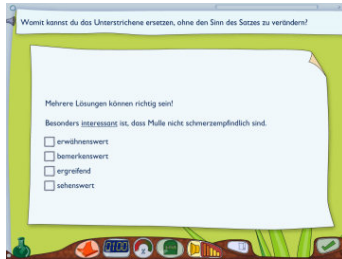 Womit kannst du das Unterstrichene ersetzen, ohne den Sinn des Satzes zu verändern?
Mehrere Lösungen können richtig sein!
Besonders interessant ist, dass Mulle nicht schmerzempfindlich sind.
erwähnenswert
bemerkenswert
ergreifend
sehenswert